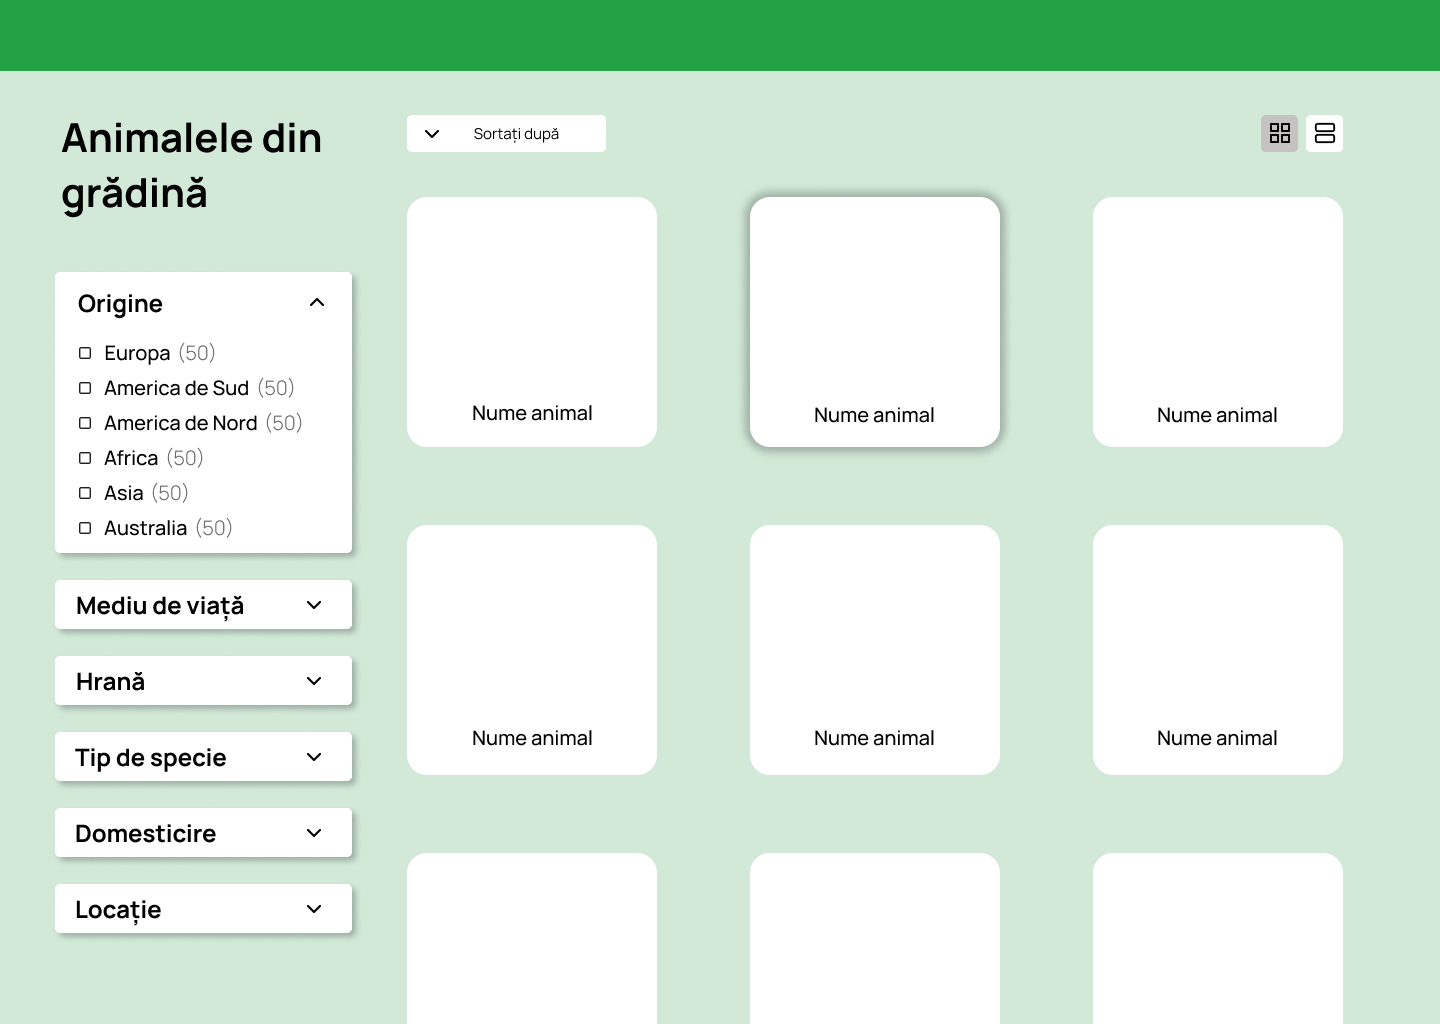 Animalele din
grădină
Origine
Europa (50)
America de Sud (50)
America de Nord (50)
Africa (50)
Asia (50)
Australia (50)
Mediu de viață
Hrană
Tip de specie
Domesticire
Locație
Sortați după
Nume animal
Nume animal
Nume animal
Nume animal
Nume animal
Nume animal